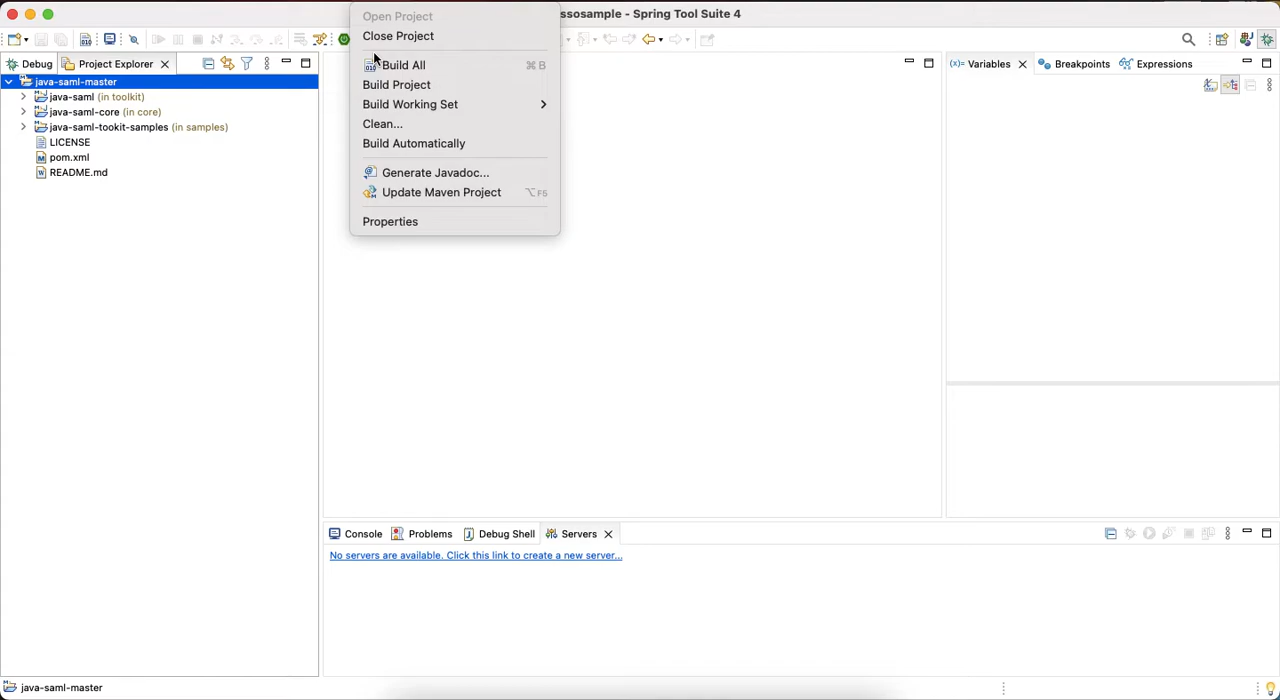 ssosample - Spring Tool Suite 4
Open Project
Close Project
Build All ⌘ B
Build Project
Build Working Set
Clean...
Build Automatically
Generate Javadoc...
Update Maven Project ⌥ F5
Properties
Debug
Project Explorer
java-saml-master
java-saml (in toolkit)
java-saml-core (in core)
java-saml-tookit-samples (in samples)
LICENSE
pom.xml
README.md
(x)= Variables
Breakpoints
Expressions
Console
Problems
Debug Shell
Servers
No servers are available. Click this link to create a new server...
java-saml-master